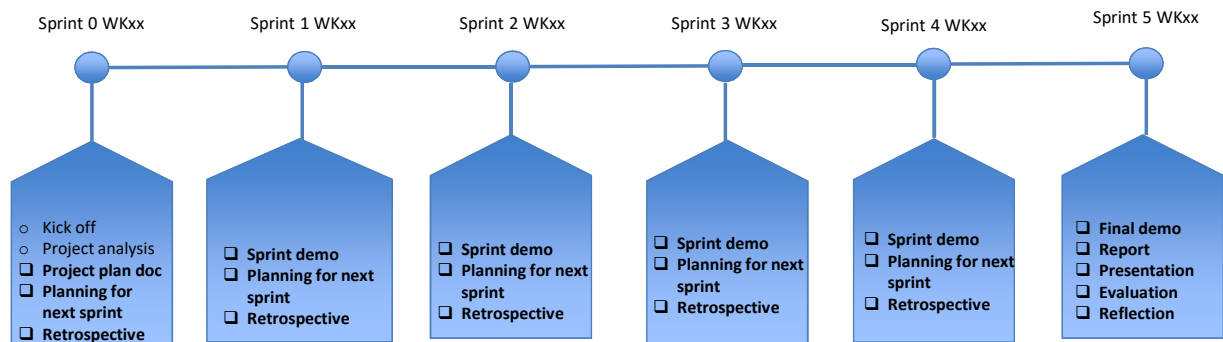 Sprint 0 WKxx
Sprint 1 WKxx
Sprint 2 WKxx
Sprint 3 WKxx
Sprint 4 WKxx
Sprint 5 WKxx
○ Kick off
○ Project analysis
❑ Project plan doc
❑ Planning for
next sprint
❑ Retrospective
❑ Sprint demo
❑ Planning for next
sprint
❑ Retrospective
❑ Sprint demo
❑ Planning for next
sprint
❑ Retrospective
❑ Sprint demo
❑ Planning for next
sprint
❑ Retrospective
❑ Sprint demo
❑ Planning for next
sprint
❑ Retrospective
❑ Final demo
❑ Report
❑ Presentation
❑ Evaluation
❑ Reflection